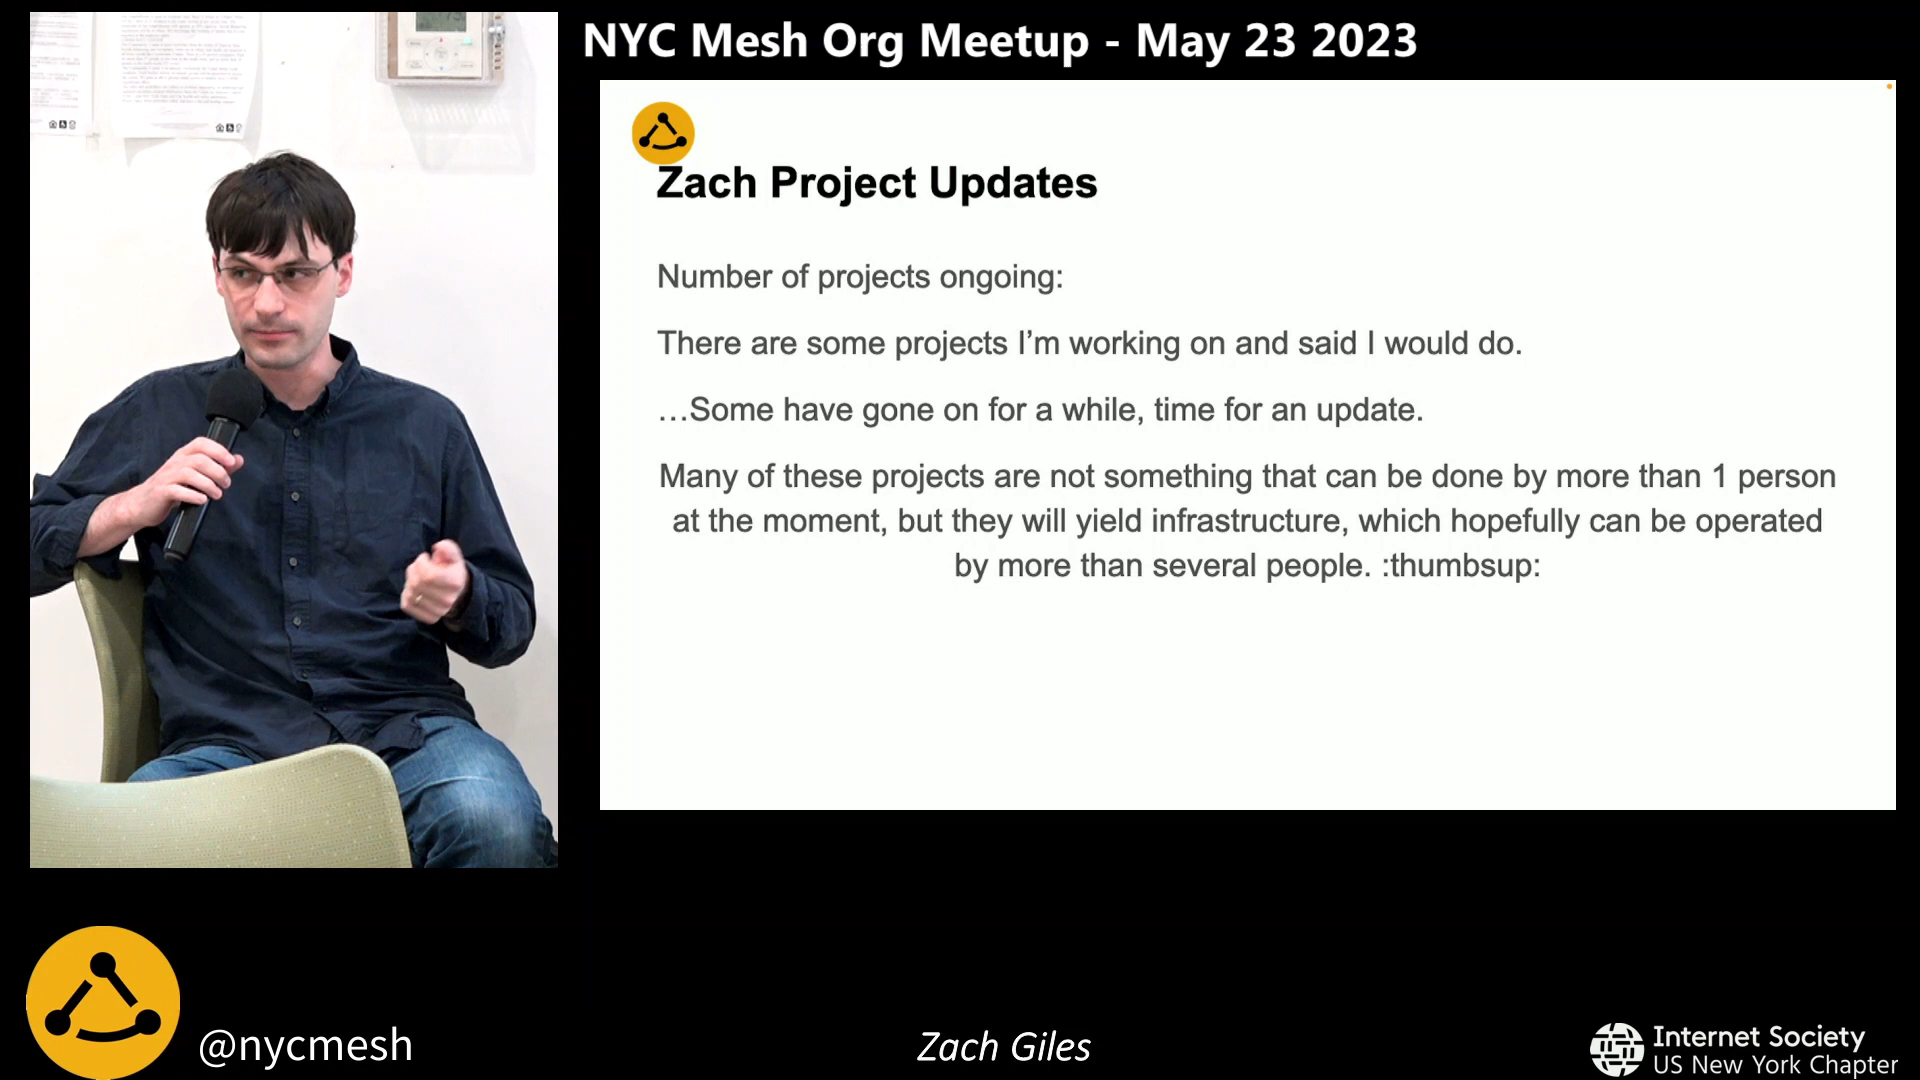 NYC Mesh Org Meetup - May 23 2023
Zach Project Updates
Number of projects ongoing:
There are some projects I’m working on and said I would do.
…Some have gone on for a while, time for an update.
Many of these projects are not something that can be done by more than 1 person
at the moment, but they will yield infrastructure, which hopefully can be operated
by more than several people. :thumbsup:
@nycmesh
Zach Giles
Internet Society
US New York Chapter